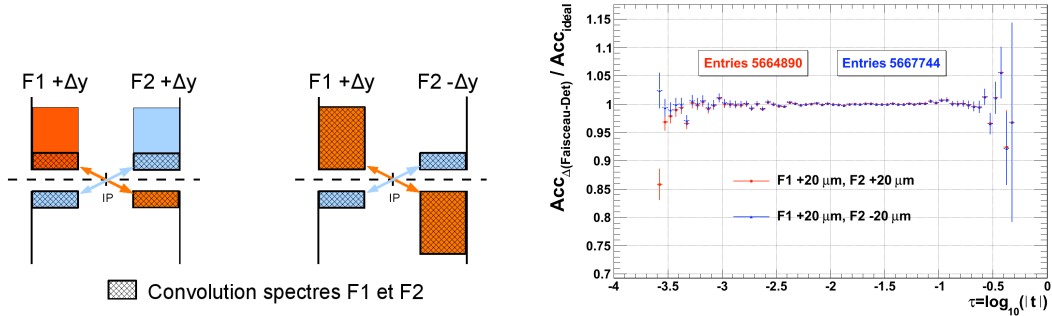 F1 +Δy F2 +Δy
IP
F1 +Δy F2 -Δy
IP
Convolution spectres F1 et F2
Acc Δ(Faisceau-Det) / Acc ideal
1.15
1.1
1.05
1
0.95
0.9
0.85
0.8
0.75
0.7
Entries 5664890 Entries 5667744
F1 +20 μm, F2 +20 μm
F1 +20 μm, F2 -20 μm
-4 -3.5 -3 -2.5 -2 -1.5 -1 -0.5 0
τ=log10(| t |)